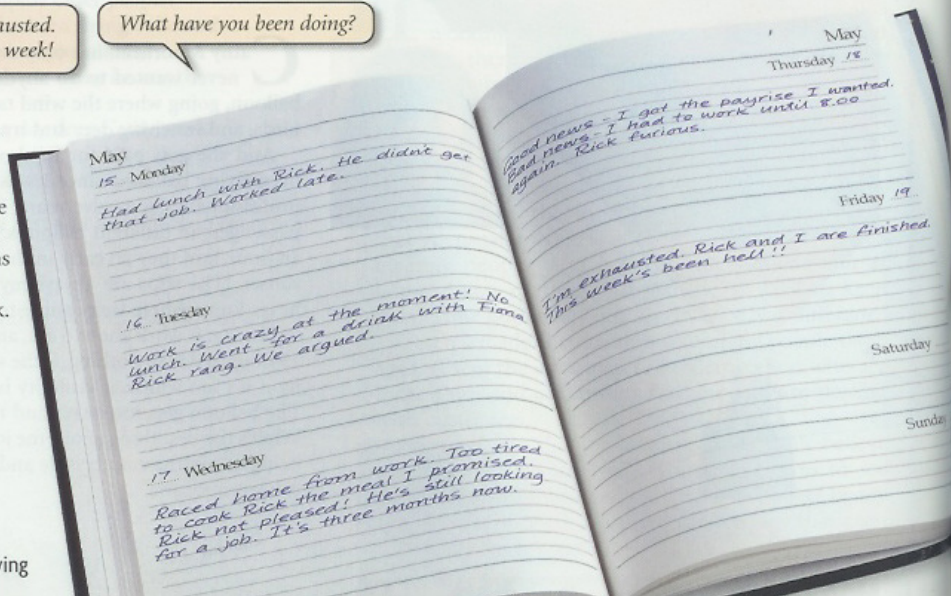 austed.
week!
What have you been doing?
May
15 Monday
Had lunch with Rick. He didn't get
that job. Worked late.
16 Tuesday
Work is crazy at the moment! No
lunch. Went for a drink with Fiona
Rick rang. We argued.
17 Wednesday
Raced home from work. Too tired
to cook Rick the meal I promised.
Rick not pleased! He's still looking
for a job. It's three months now.
May
Thursday 18
Good news - I got the payrise I wanted.
Bad news - I had to work until 8.00
again. Rick furious.
Friday 19
I'm exhausted. Rick and I are finished.
This week's been hell!!
Saturday
Sunda